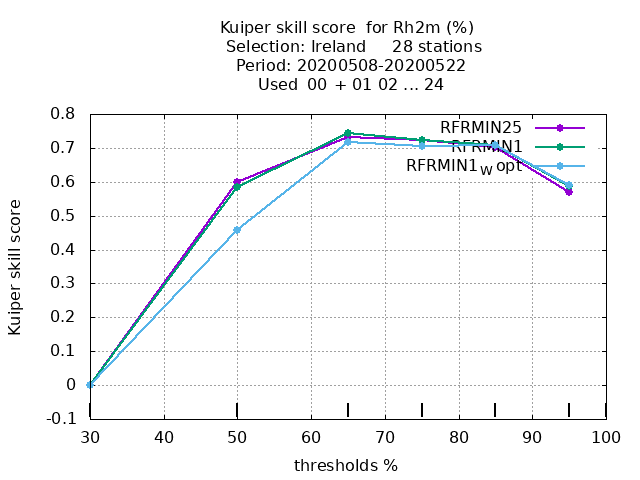 Kuiper skill score for Rh2m (%)
Selection: Ireland 28 stations
Period: 20200508-20200522
Used 00 + 01 02 ... 24
0.8
0.7
0.6
0.5
0.4
0.3
0.2
0.1
0
-0.1
Kuiper skill score
RFRMIN25
RFRMIN1
RFRMIN1w opt
30 40 50 60 70 80 90 100
thresholds %